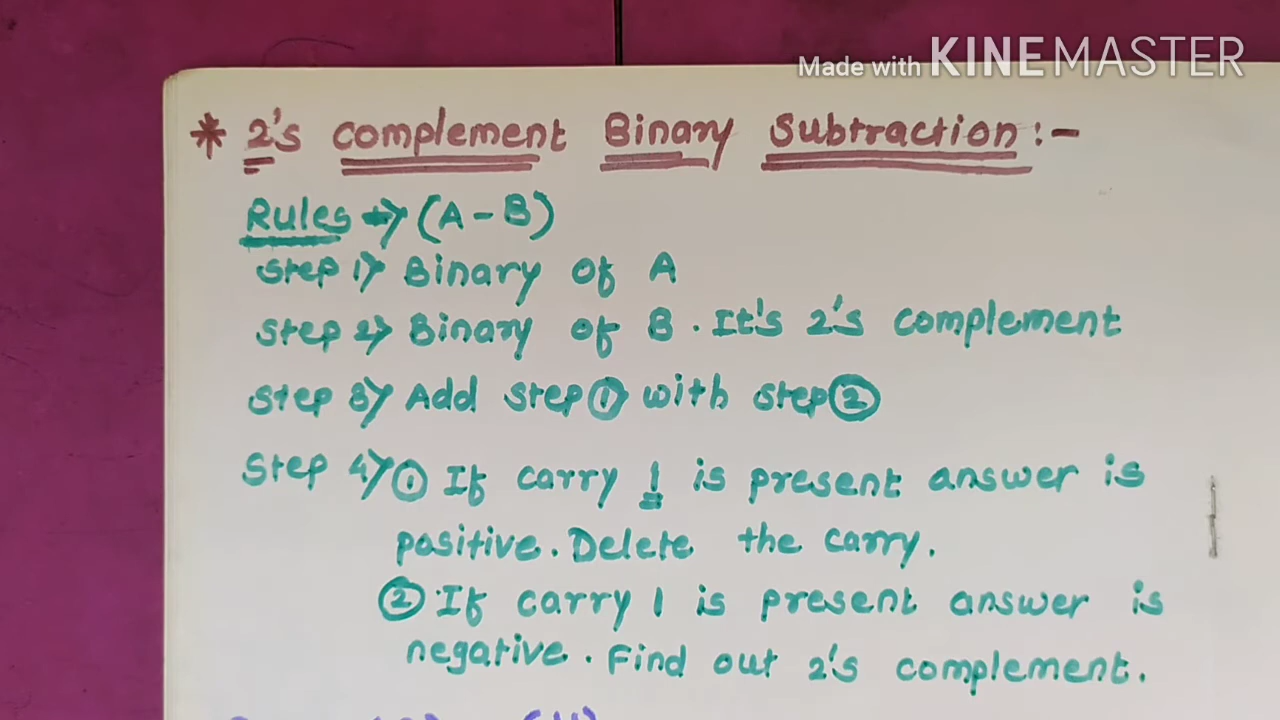 Made with KINEMASTER
* 2's complement Binary Subtraction :-
Rules → (A - B)
Step 1> Binary of A
Step 2> Binary of B. It's 2's complement
Step 3> Add step ① with step ②
Step 4> ① If carry 1 is present answer is
positive. Delete the carry.
② If carry 1 is present answer is
negative. Find out 2's complement.